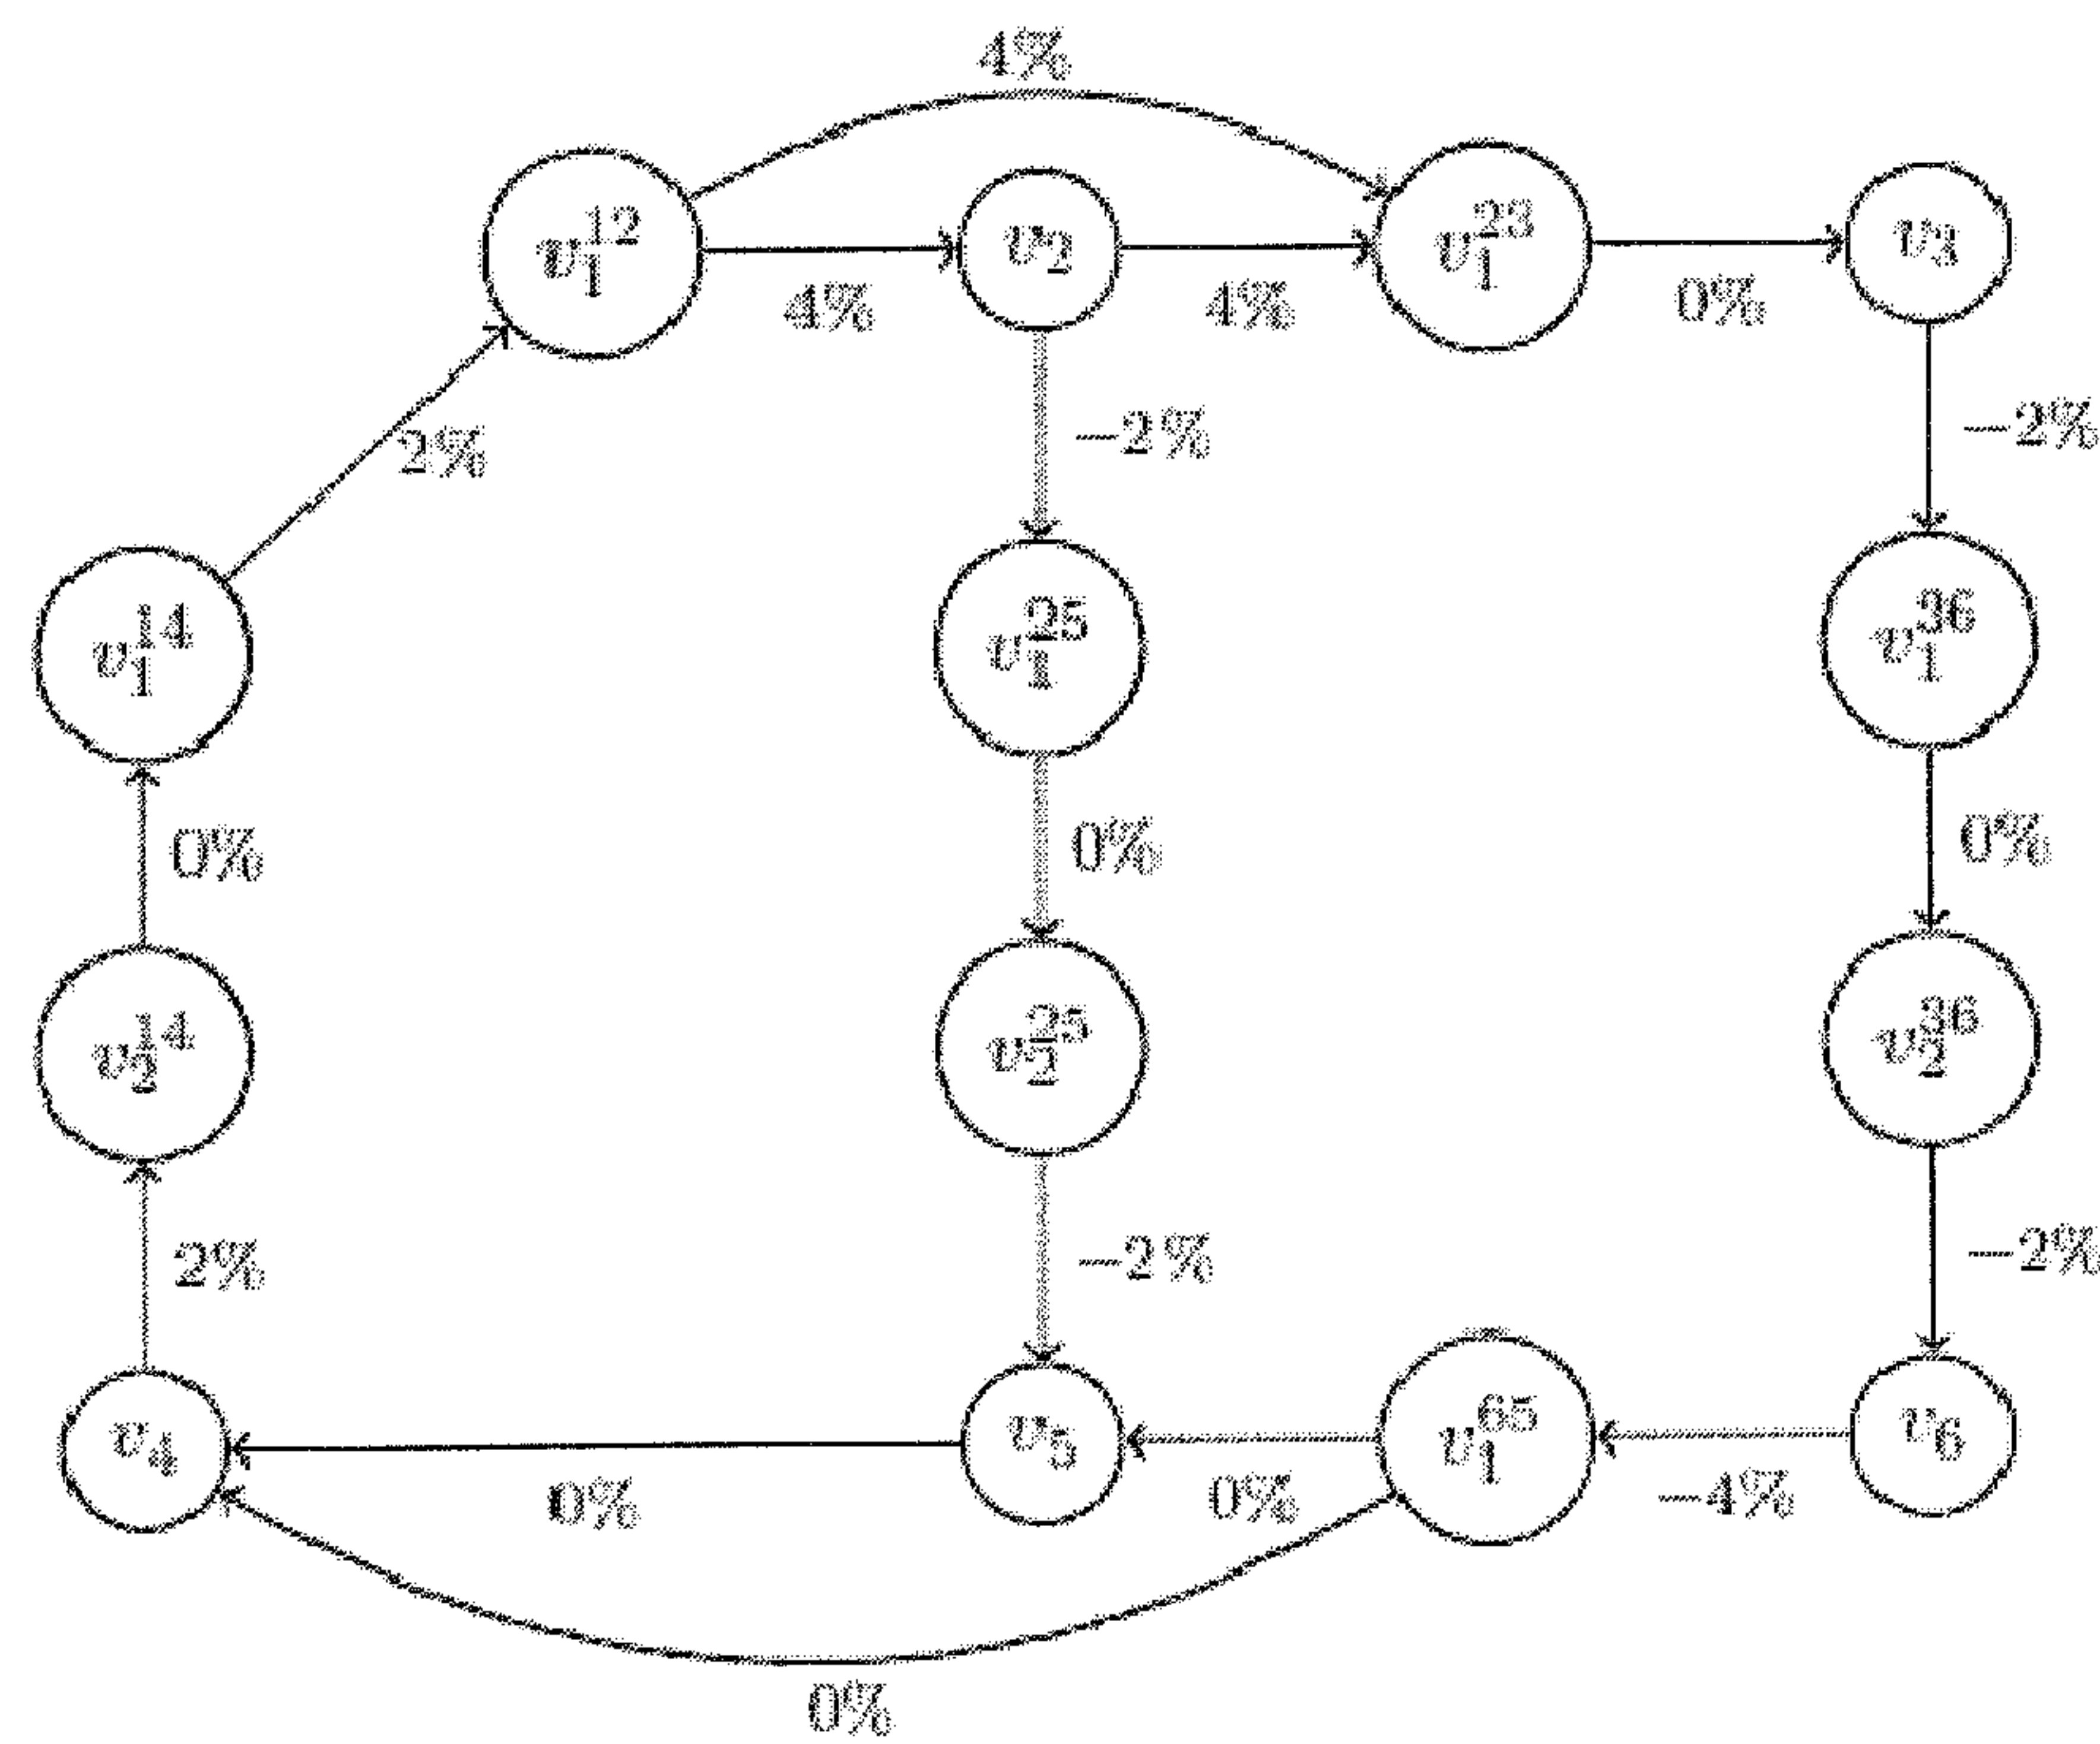 4%
v_1^{12} v_2 v_1^{23} v_3
4% 4% 0%
2% −2% −2%
v_1^{14} v_1^{25} v_1^{36}
0% 0% 0%
v_2^{14} v_2^{25} v_2^{36}
2% −2% −2%
v_4 v_5 v_1^{65} v_6
0% 0% −4%
0%